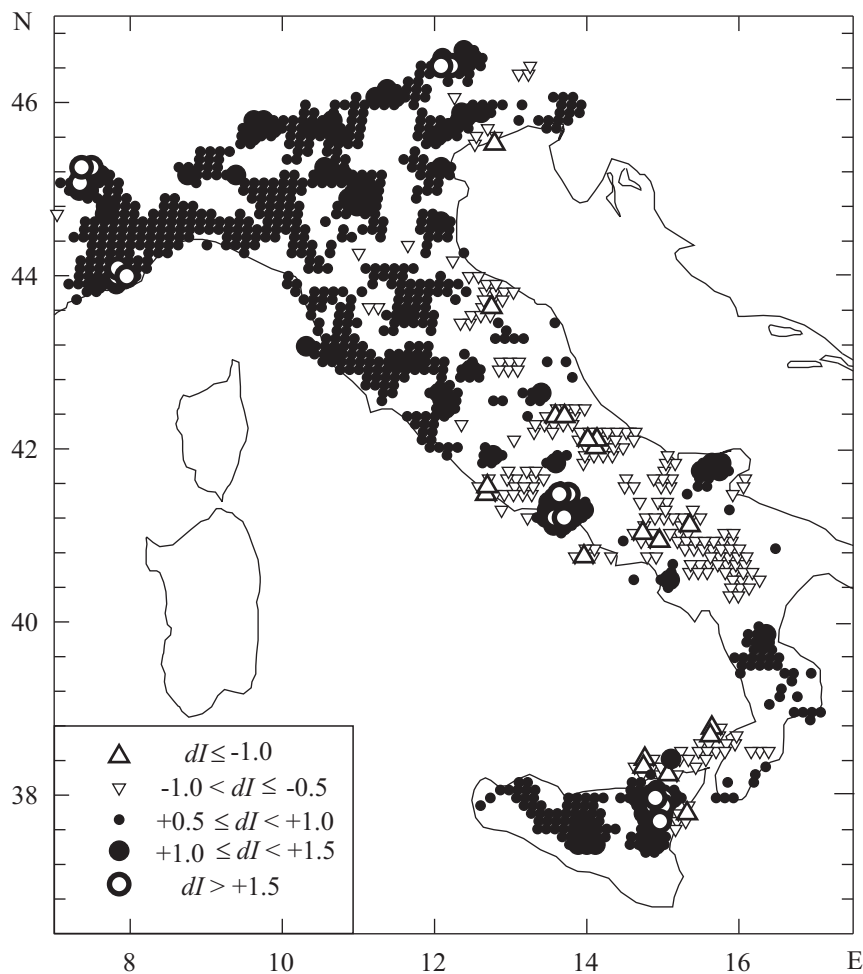 N
46
44
42
40
38
dI ≤ -1.0
-1.0 < dI ≤ -0.5
+0.5 ≤ dI < +1.0
+1.0 ≤ dI < +1.5
dI > +1.5
8 10 12 14 16 E